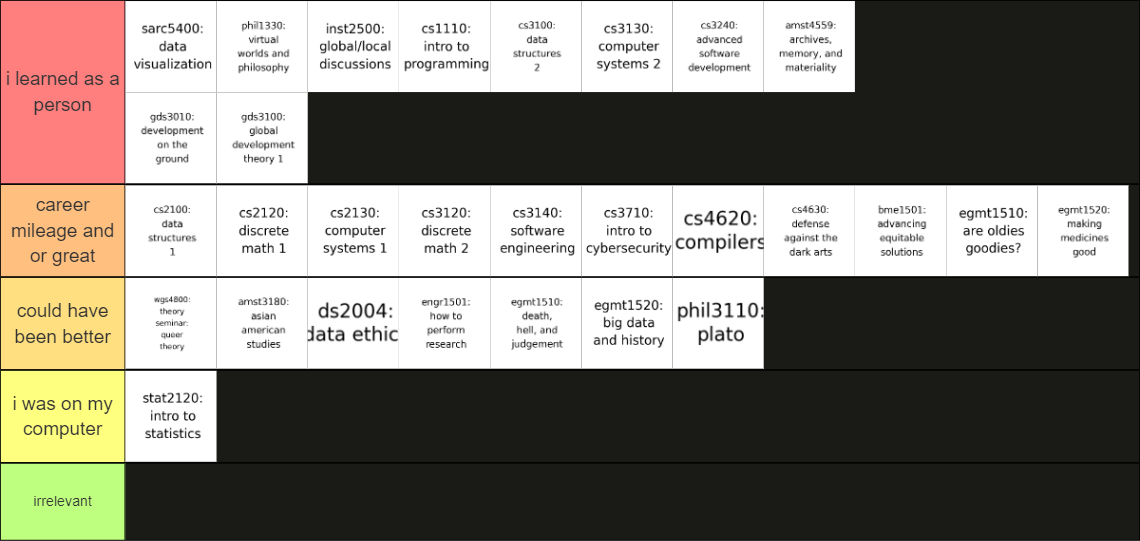 i learned as a
person
sarc5400:
data
visualization
phil1330:
virtual
worlds and
philosophy
inst2500:
global/local
discussions
cs1110:
intro to
programming
cs3100:
data
structures
2
cs3130:
computer
systems 2
cs3240:
advanced
software
development
amst4559:
archives,
memory, and
materiality
gds3010:
development
on the
ground
gds3100:
global
development
theory 1
career
mileage and
or great
cs2100:
data
structures
1
cs2120:
discrete
math 1
cs2130:
computer
systems 1
cs3120:
discrete
math 2
cs3140:
software
engineering
cs3710:
intro to
cybersecurity
cs4620:
compilers
cs4630:
defense
against the
dark arts
bme1501:
advancing
equitable
solutions
egmt1510:
are oldies
goodies?
egmt1520:
making
medicines
good
could have
been better
wgs4800:
theory
seminar:
queer
theory
amst3180:
asian
american
studies
ds2004:
data ethic
engr1501:
how to
perform
research
egmt1510:
death,
hell, and
judgement
egmt1520:
big data
and history
phil3110:
plato
i was on my
computer
stat2120:
intro to
statistics
irrelevant